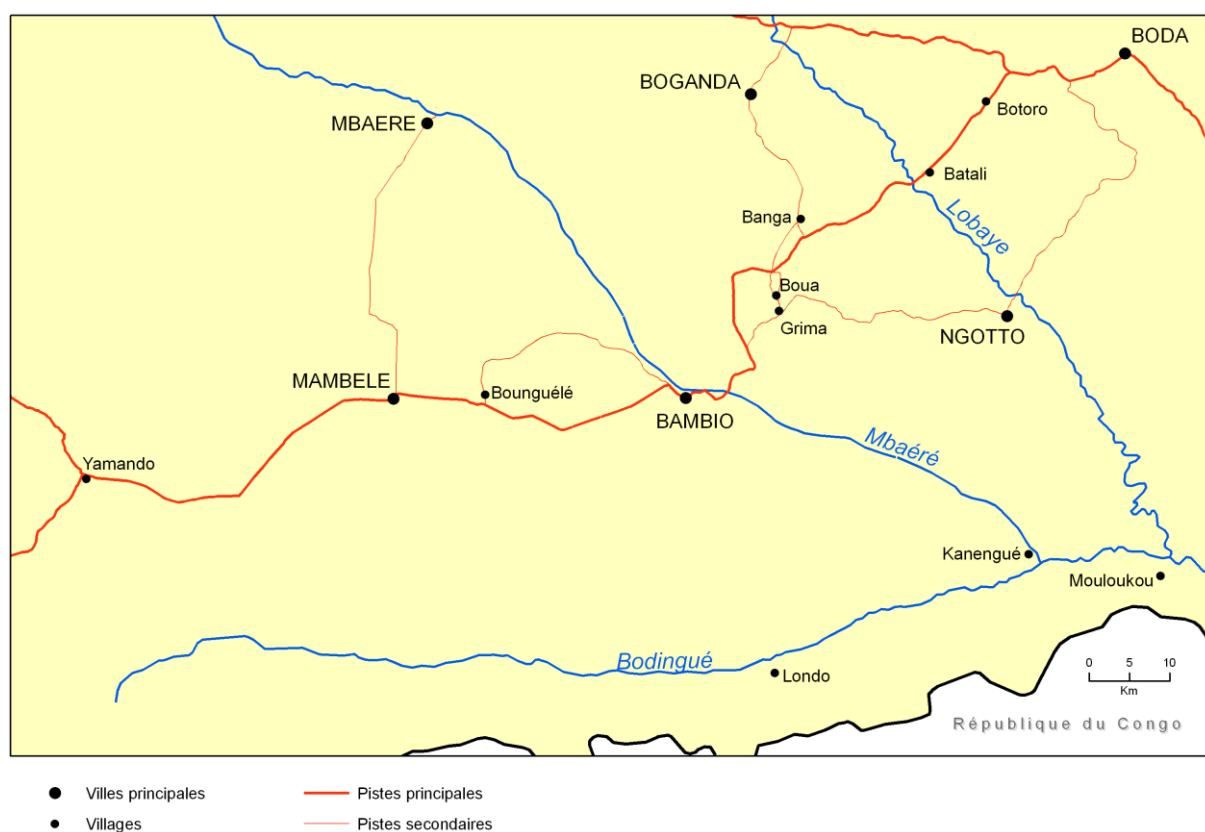 BODA
BOGANDA
Botoro
MBAERE
Batali
Lobaye
Banga
Boua
Grima
NGOTTO
MAMBELE
Bounguélé
BAMBIO
Mbaéré
Yamando
Kanengué
Mouloukou
Bodingué
Londo
0 5 10
Km
République du Congo
Villes principales
Pistes principales
Villages
Pistes secondaires